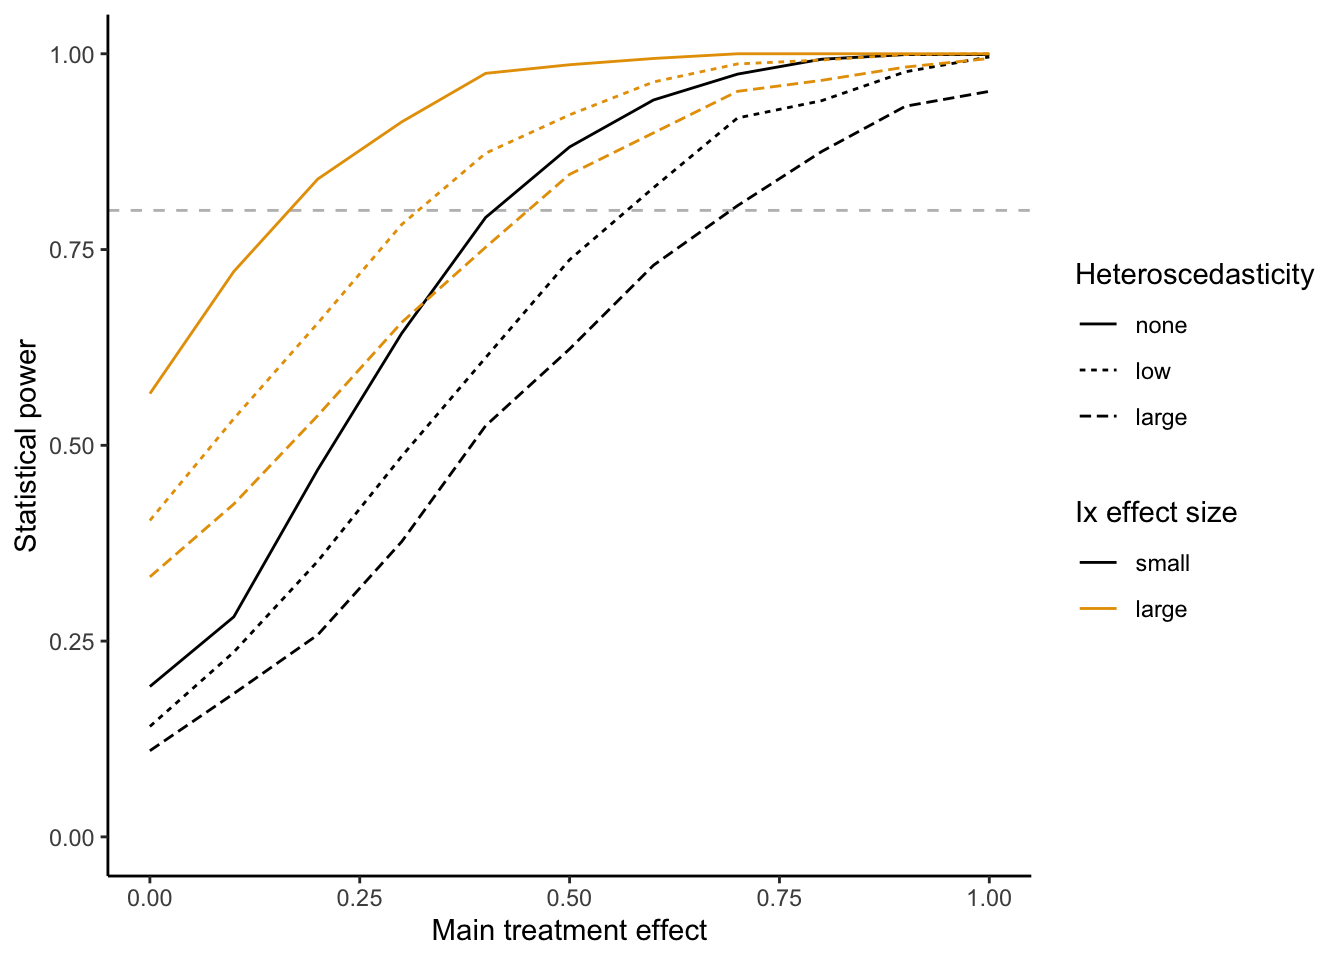 1.00
0.75
0.50
0.25
0.00
Statistical power
0.00 0.25 0.50 0.75 1.00
Main treatment effect
Heteroscedasticity
none
low
large
Ix effect size
small
large